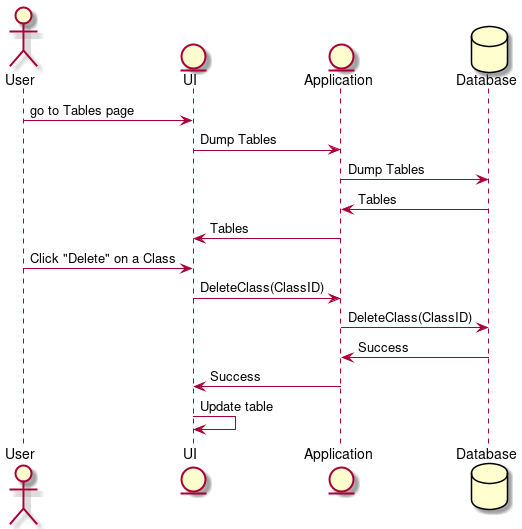 User
UI
Application
Database
go to Tables page
Dump Tables
Dump Tables
Tables
Tables
Click "Delete" on a Class
DeleteClass(ClassID)
DeleteClass(ClassID)
Success
Success
Update table
User
UI
Application
Database